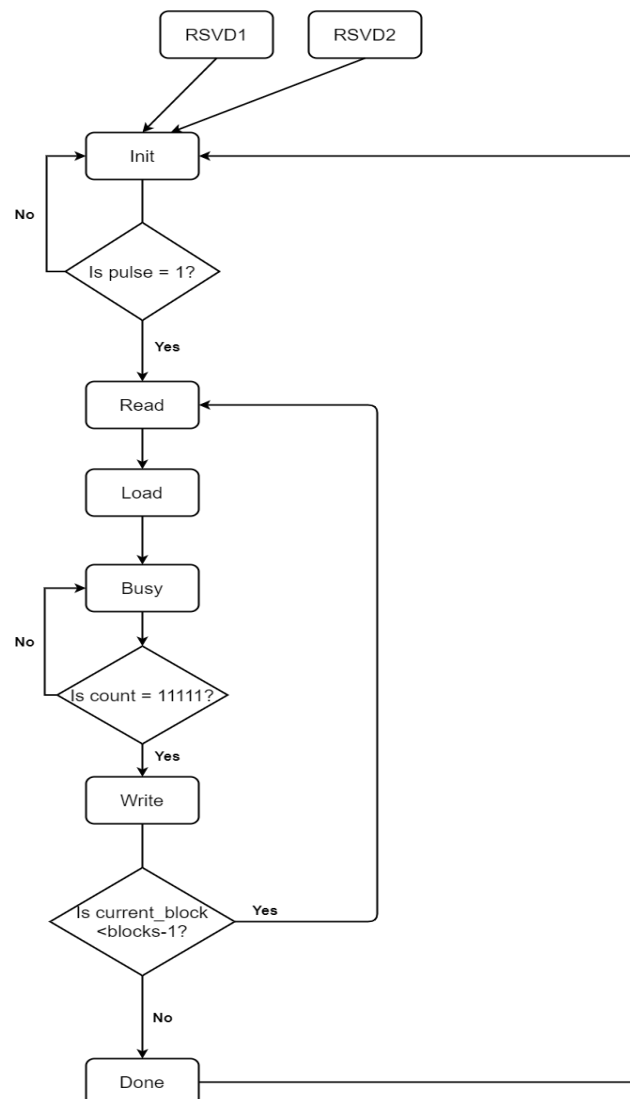 RSVD1
RSVD2
Init
No
Is pulse = 1?
Yes
Read
Load
Busy
No
Is count = 11111?
Yes
Write
Is current_block
<blocks-1?
Yes
No
Done